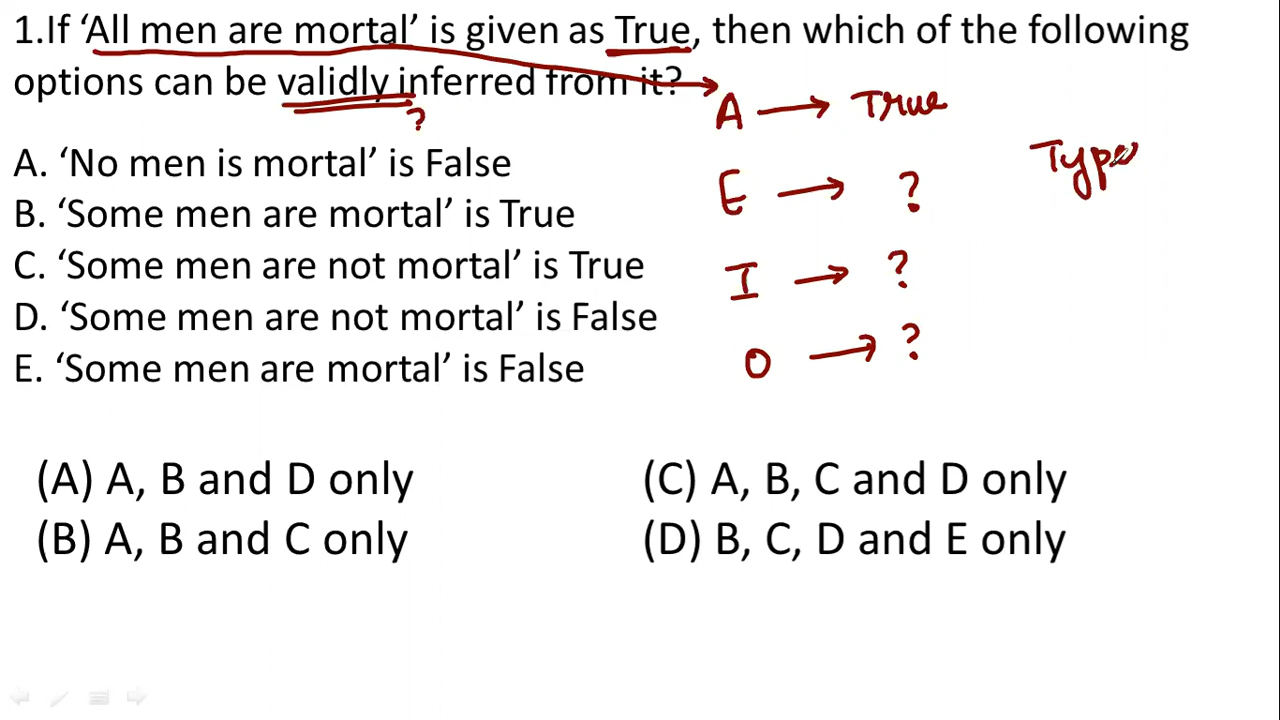 1.If ‘All men are mortal’ is given as True, then which of the following
options can be validly inferred from it?
?
A → True
Type
E → ?
I → ?
O → ?
A. ‘No men is mortal’ is False
B. ‘Some men are mortal’ is True
C. ‘Some men are not mortal’ is True
D. ‘Some men are not mortal’ is False
E. ‘Some men are mortal’ is False
(A) A, B and D only
(B) A, B and C only
(C) A, B, C and D only
(D) B, C, D and E only